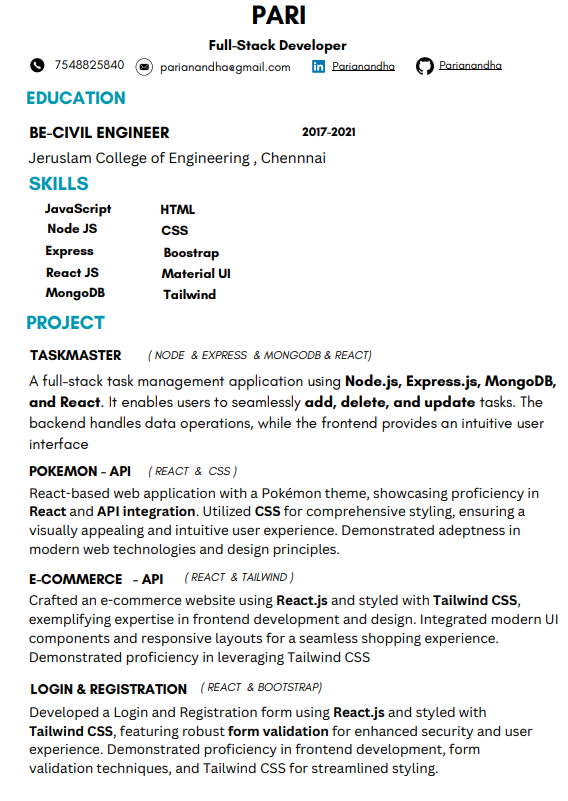 PARI
Full-Stack Developer
7548825840 parianandha@gmail.com Parianandha Parianandha
EDUCATION
BE-CIVIL ENGINEER 2017-2021
Jeruslam College of Engineering , Chennnai
SKILLS
JavaScript HTML
Node JS CSS
Express Boostrap
React JS Material UI
MongoDB Tailwind
PROJECT
TASKMASTER ( NODE & EXPRESS & MONGODB & REACT)
A full-stack task management application using Node.js, Express.js, MongoDB,
and React. It enables users to seamlessly add, delete, and update tasks. The
backend handles data operations, while the frontend provides an intuitive user
interface
POKEMON - API ( REACT & CSS )
React-based web application with a Pokémon theme, showcasing proficiency in
React and API integration. Utilized CSS for comprehensive styling, ensuring a
visually appealing and intuitive user experience. Demonstrated adeptness in
modern web technologies and design principles.
E-COMMERCE - API ( REACT & TAILWIND )
Crafted an e-commerce website using React.js and styled with Tailwind CSS,
exemplifying expertise in frontend development and design. Integrated modern UI
components and responsive layouts for a seamless shopping experience.
Demonstrated proficiency in leveraging Tailwind CSS
LOGIN & REGISTRATION ( REACT & BOOTSTRAP)
Developed a Login and Registration form using React.js and styled with
Tailwind CSS, featuring robust form validation for enhanced security and user
experience. Demonstrated proficiency in frontend development, form
validation techniques, and Tailwind CSS for streamlined styling.